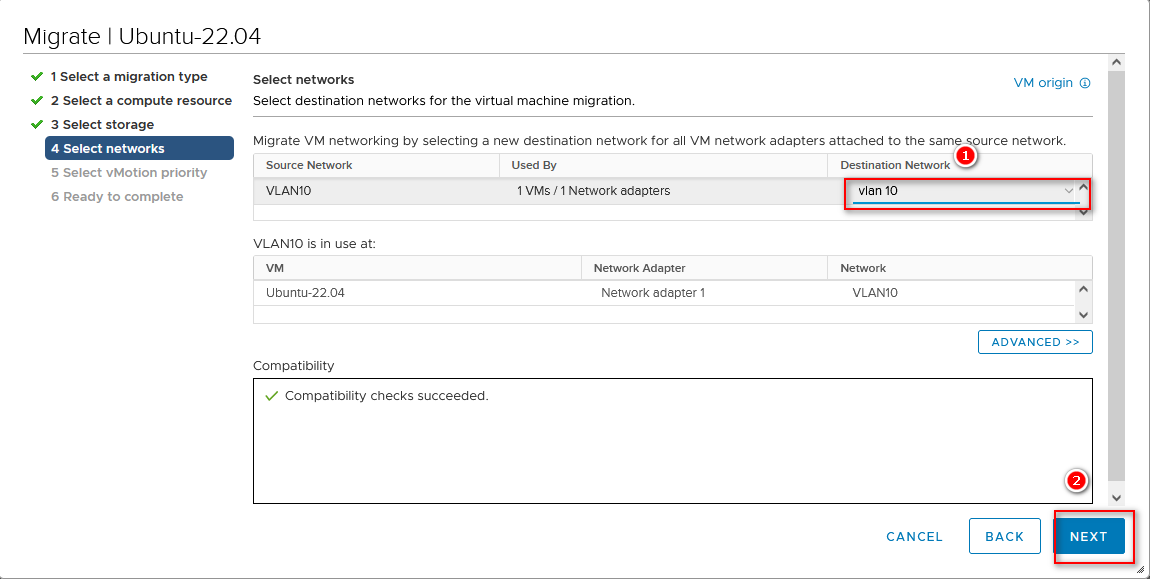 Migrate | Ubuntu-22.04
1 Select a migration type
2 Select a compute resource
3 Select storage
4 Select networks
5 Select vMotion priority
6 Ready to complete
Select networks
VM origin
Select destination networks for the virtual machine migration.
Migrate VM networking by selecting a new destination network for all VM network adapters attached to the same source network.
Source Network Used By Destination Network 1
VLAN10 1 VMs / 1 Network adapters vlan 10
VLAN10 is in use at:
VM Network Adapter Network
Ubuntu-22.04 Network adapter 1 VLAN10
ADVANCED >>
Compatibility
Compatibility checks succeeded.
2
CANCEL BACK NEXT